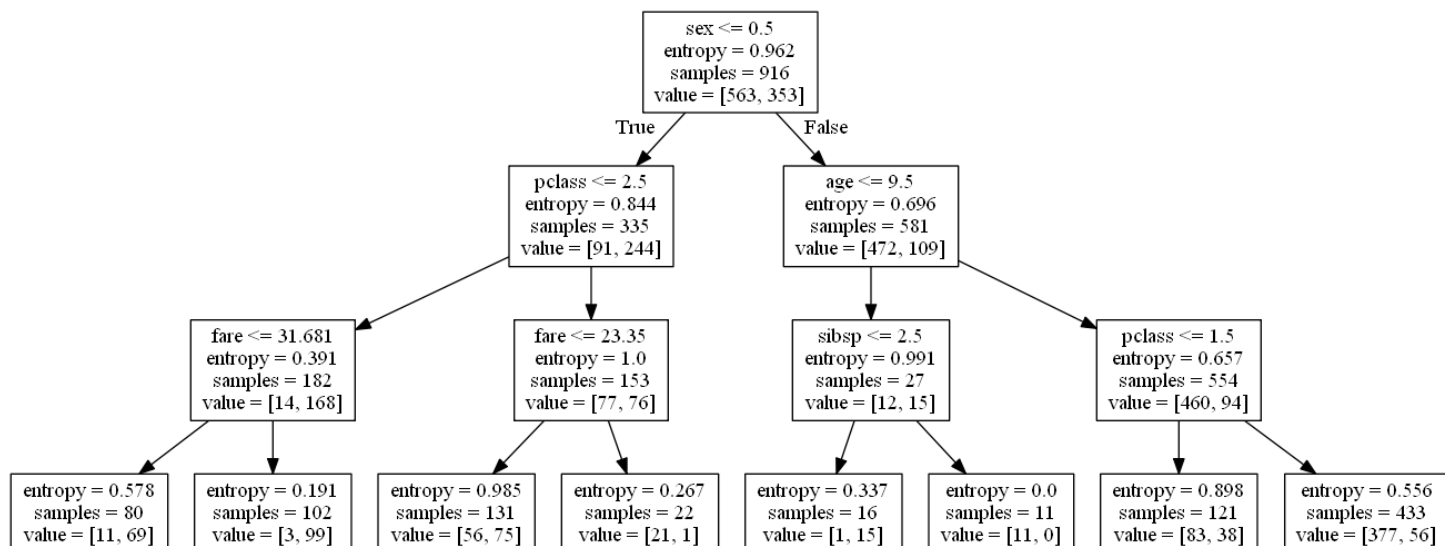 sex <= 0.5
entropy = 0.962
samples = 916
value = [563, 353]
True
False
pclass <= 2.5
entropy = 0.844
samples = 335
value = [91, 244]
age <= 9.5
entropy = 0.696
samples = 581
value = [472, 109]
fare <= 31.681
entropy = 0.391
samples = 182
value = [14, 168]
fare <= 23.35
entropy = 1.0
samples = 153
value = [77, 76]
sibsp <= 2.5
entropy = 0.991
samples = 27
value = [12, 15]
pclass <= 1.5
entropy = 0.657
samples = 554
value = [460, 94]
entropy = 0.578
samples = 80
value = [11, 69]
entropy = 0.191
samples = 102
value = [3, 99]
entropy = 0.985
samples = 131
value = [56, 75]
entropy = 0.267
samples = 22
value = [21, 1]
entropy = 0.337
samples = 16
value = [1, 15]
entropy = 0.0
samples = 11
value = [11, 0]
entropy = 0.898
samples = 121
value = [83, 38]
entropy = 0.556
samples = 433
value = [377, 56]